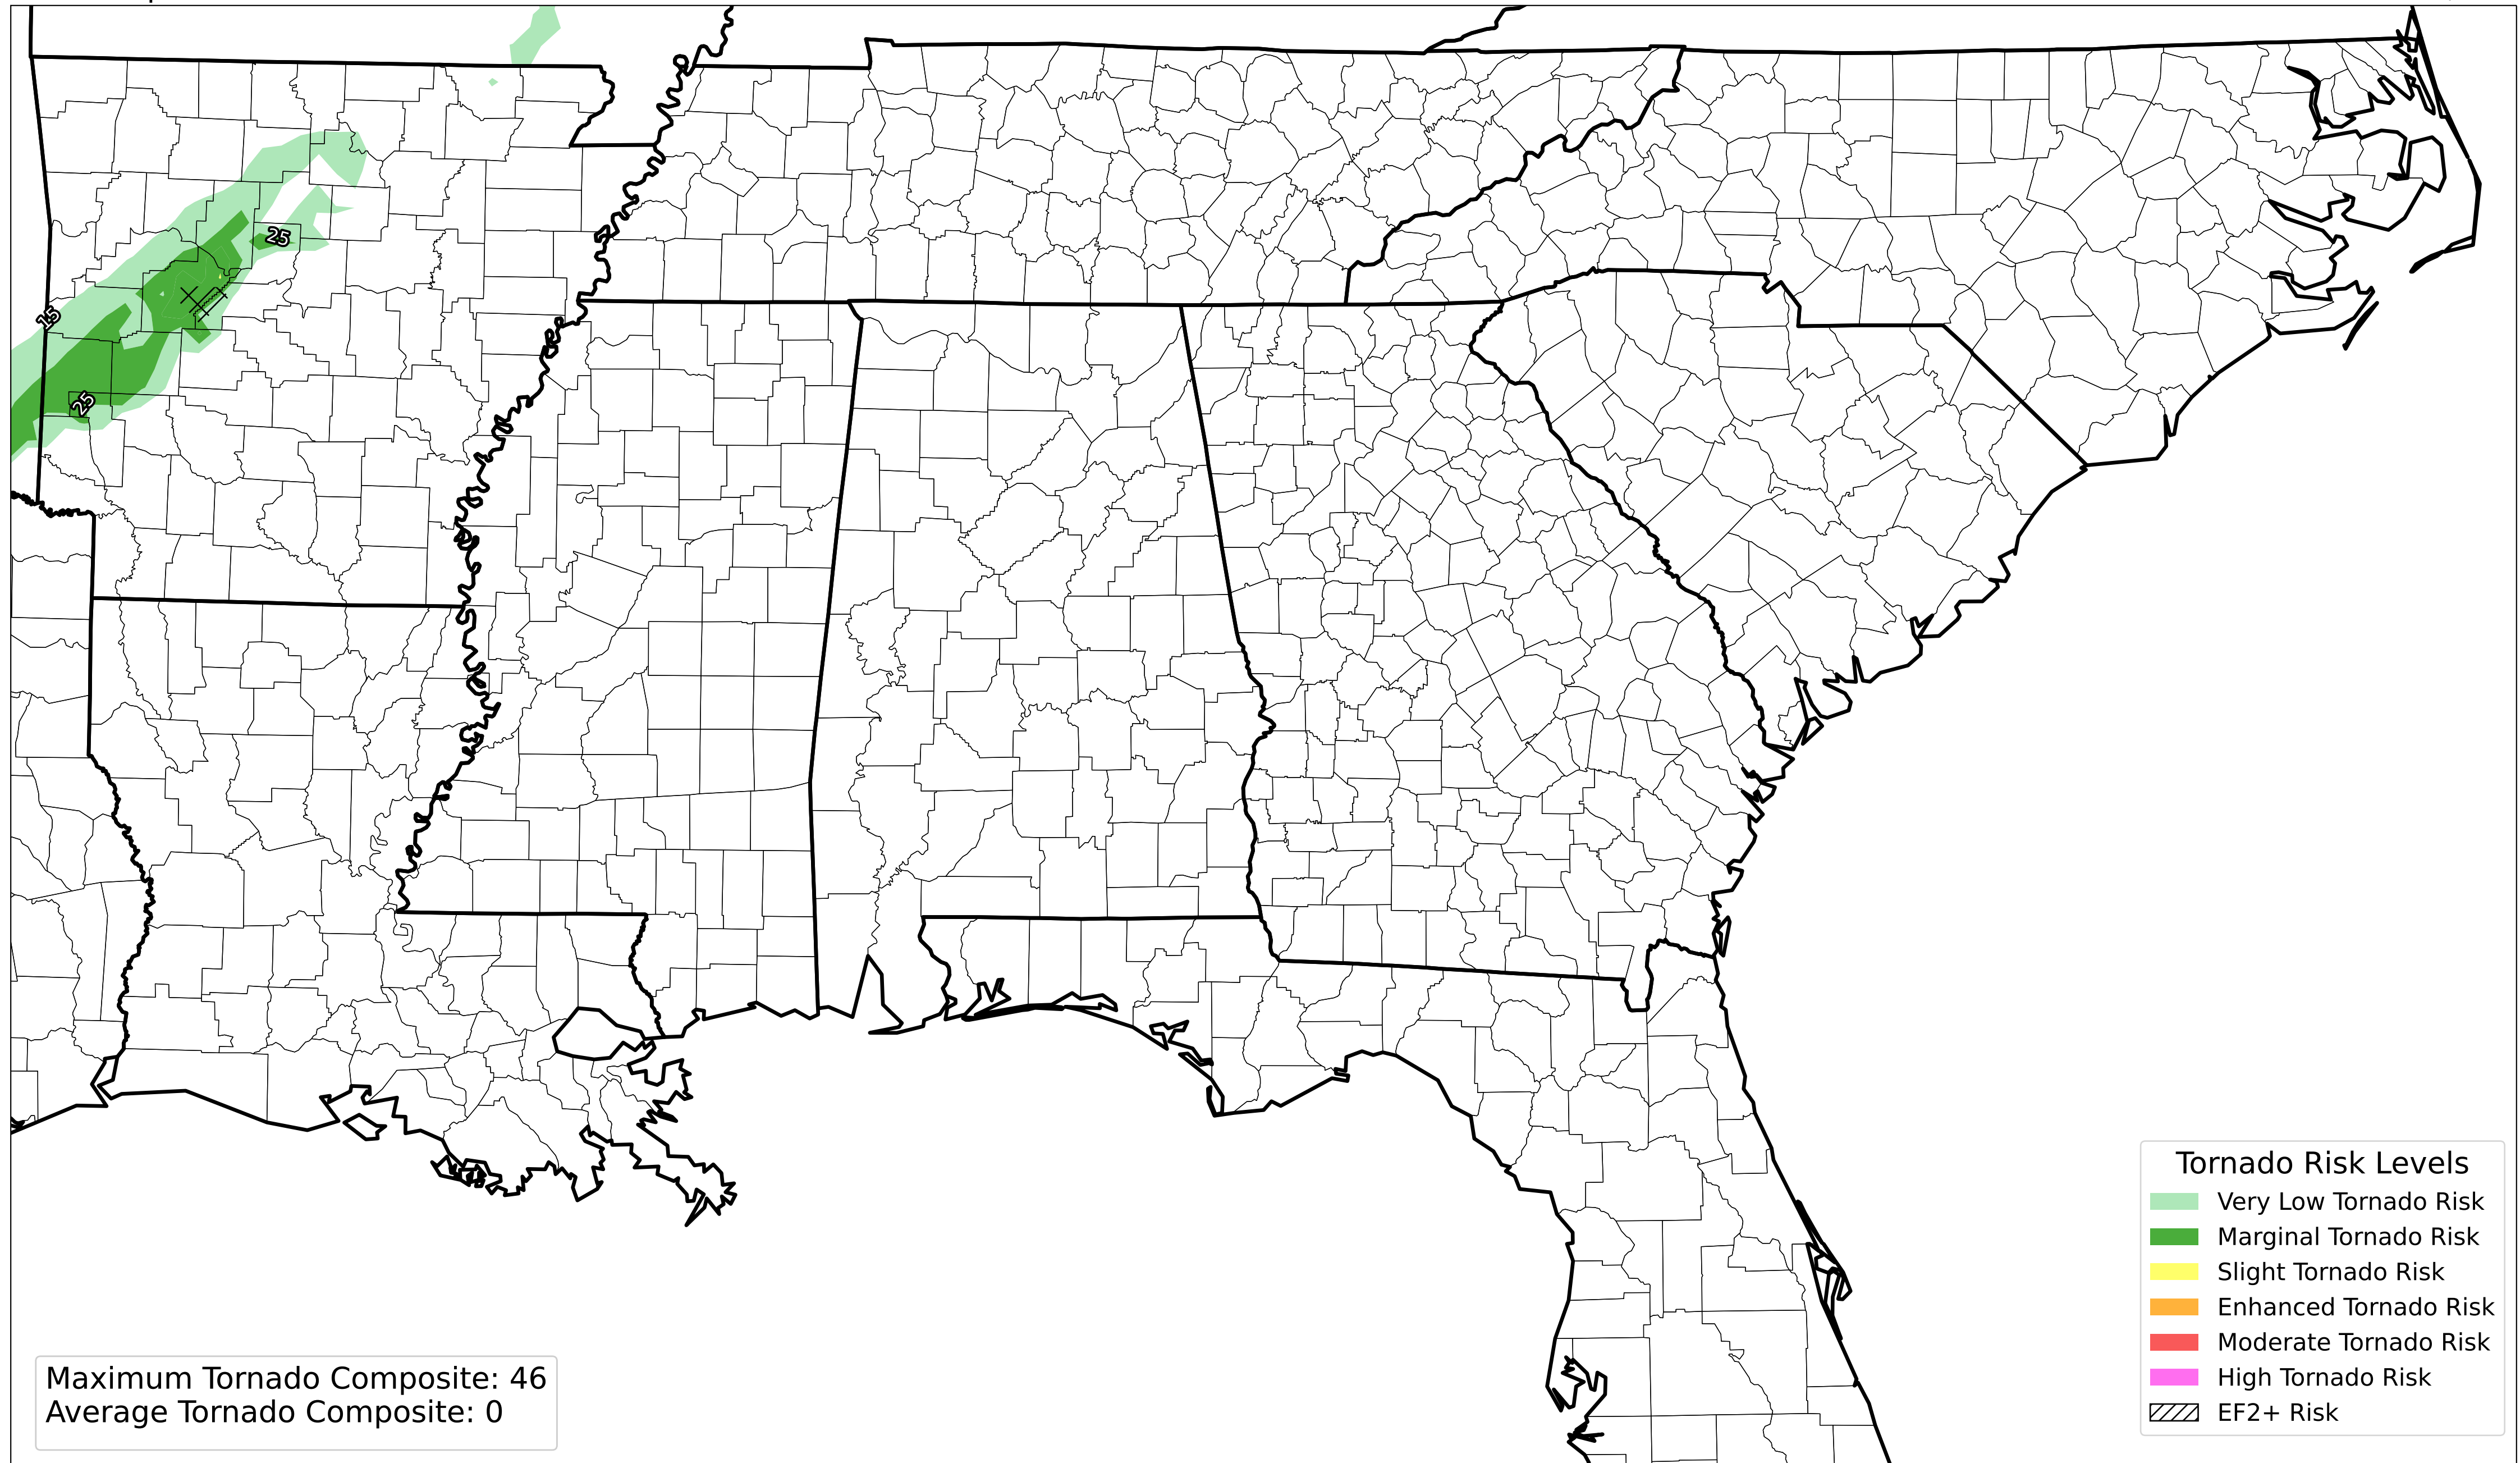 25
15
25
Tornado Risk Levels
Very Low Tornado Risk
Marginal Tornado Risk
Slight Tornado Risk
Enhanced Tornado Risk
Moderate Tornado Risk
High Tornado Risk
EF2+ Risk
Maximum Tornado Composite: 46
Average Tornado Composite: 0